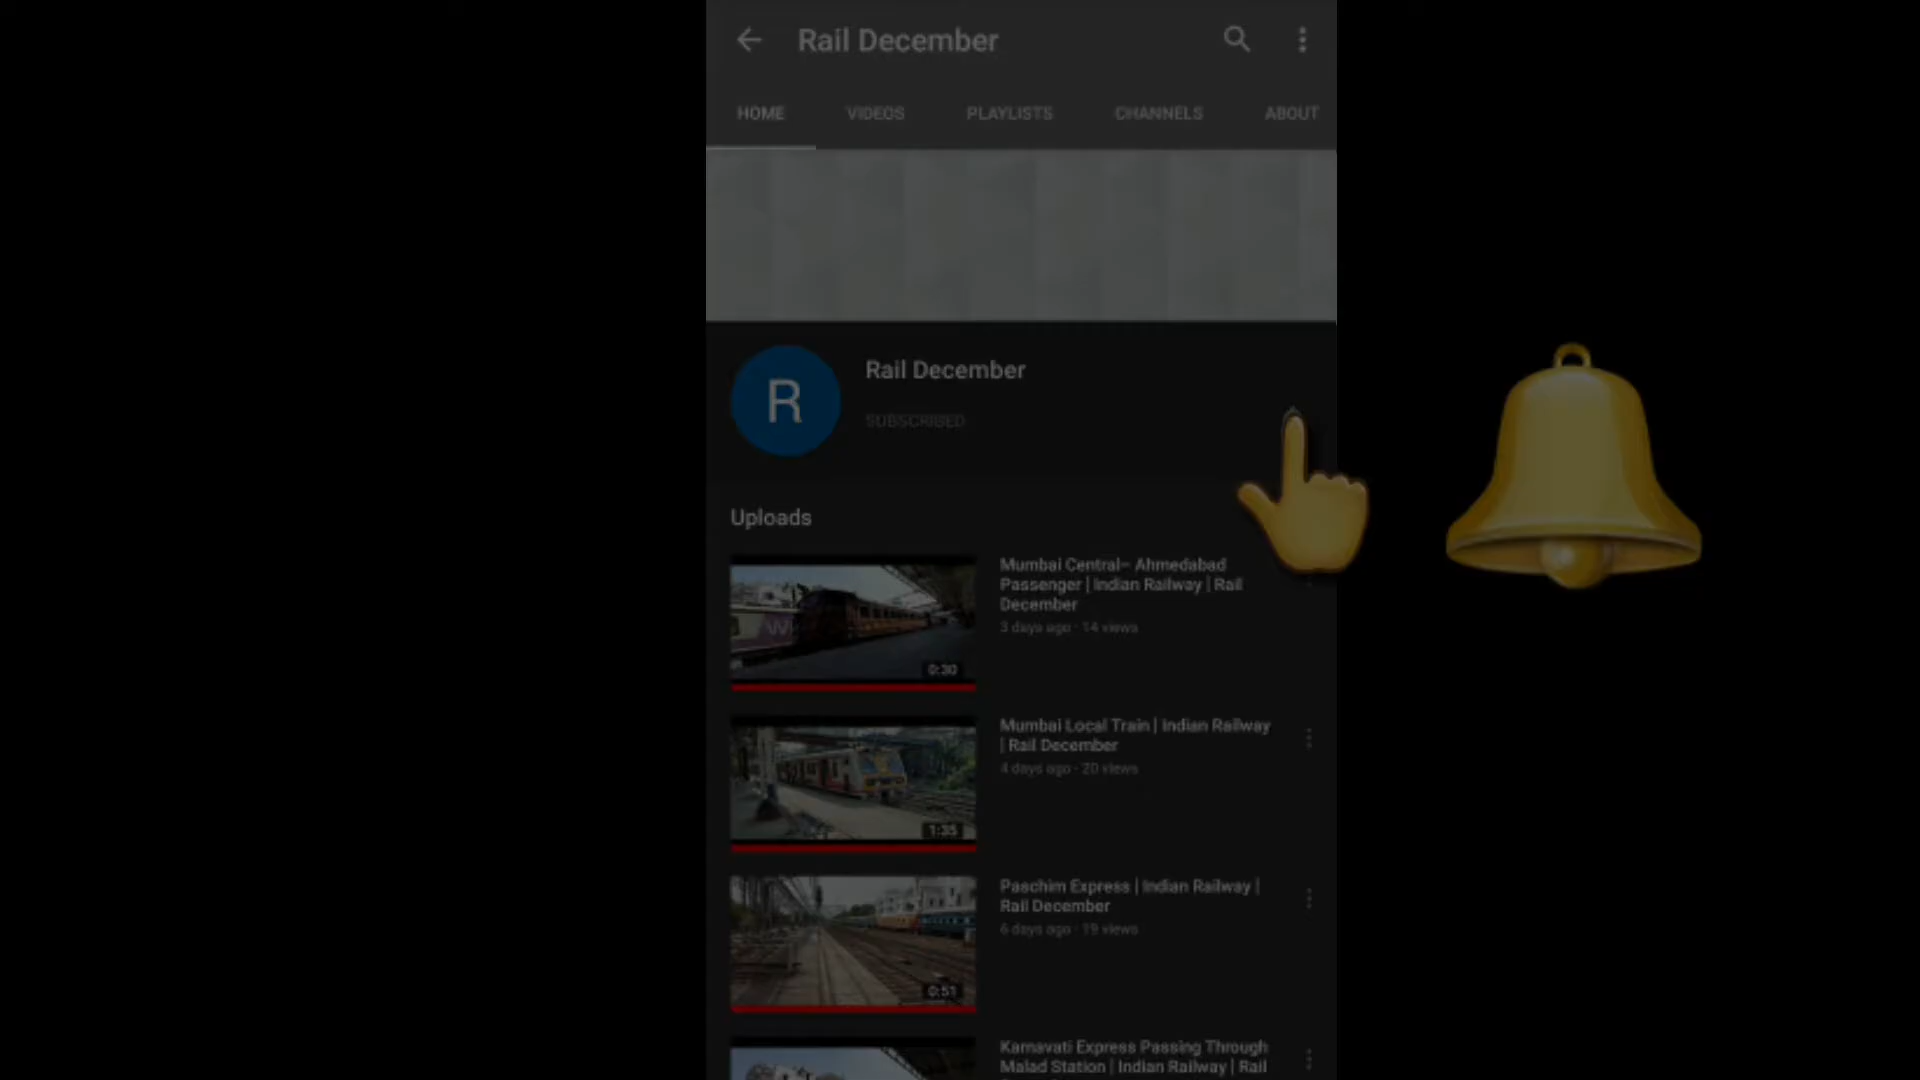 Rail December
HOME VIDEOS PLAYLISTS CHANNELS ABOUT
R
Rail December
SUBSCRIBED
Uploads
Mumbai Central– Ahmedabad
Passenger | Indian Railway | Rail
December
3 days ago · 14 views
0:30
Mumbai Local Train | Indian Railway
| Rail December
4 days ago · 20 views
1:35
Paschim Express | Indian Railway |
Rail December
6 days ago · 19 views
0:51
Karnavati Express Passing Through
Malad Station | Indian Railway | Rail